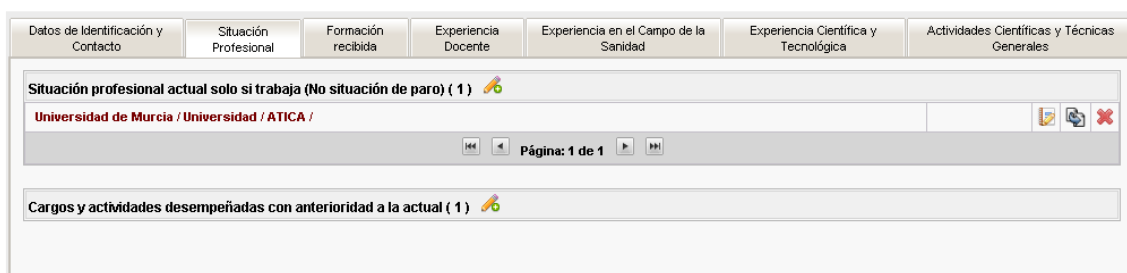 Datos de Identificación y Contacto
Situación Profesional
Formación recibida
Experiencia Docente
Experiencia en el Campo de la Sanidad
Experiencia Científica y Tecnológica
Actividades Científicas y Técnicas Generales
Situación profesional actual solo si trabaja (No situación de paro) ( 1 )
Universidad de Murcia / Universidad / ATICA /
Página: 1 de 1
Cargos y actividades desempeñadas con anterioridad a la actual ( 1 )